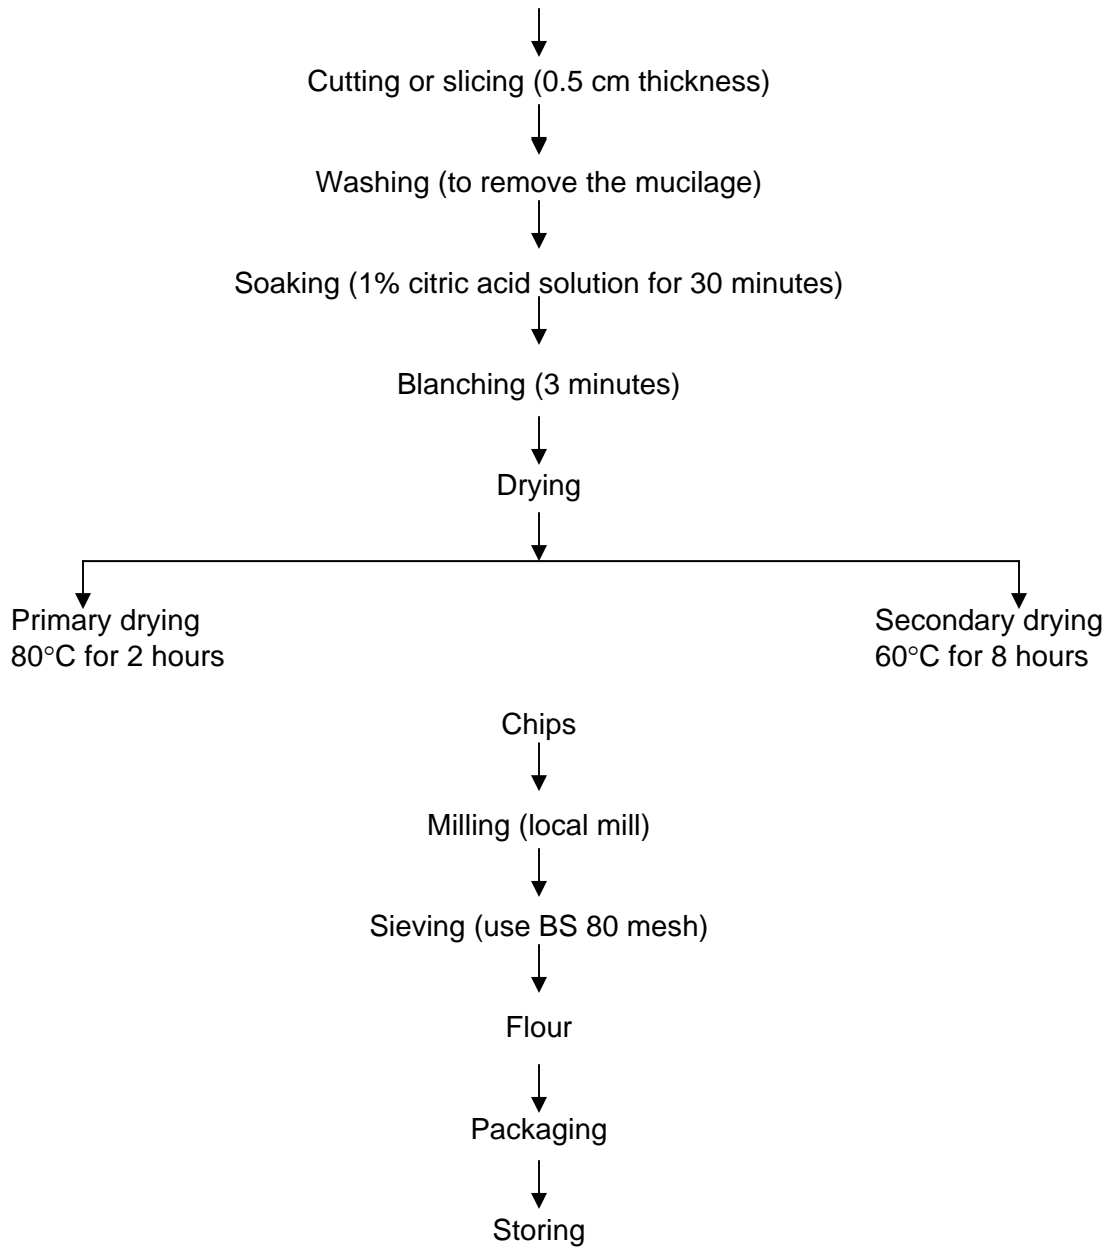 Cutting or slicing (0.5 cm thickness)
Washing (to remove the mucilage)
Soaking (1% citric acid solution for 30 minutes)
Blanching (3 minutes)
Drying
Primary drying
80°C for 2 hours
Secondary drying
60°C for 8 hours
Chips
Milling (local mill)
Sieving (use BS 80 mesh)
Flour
Packaging
Storing